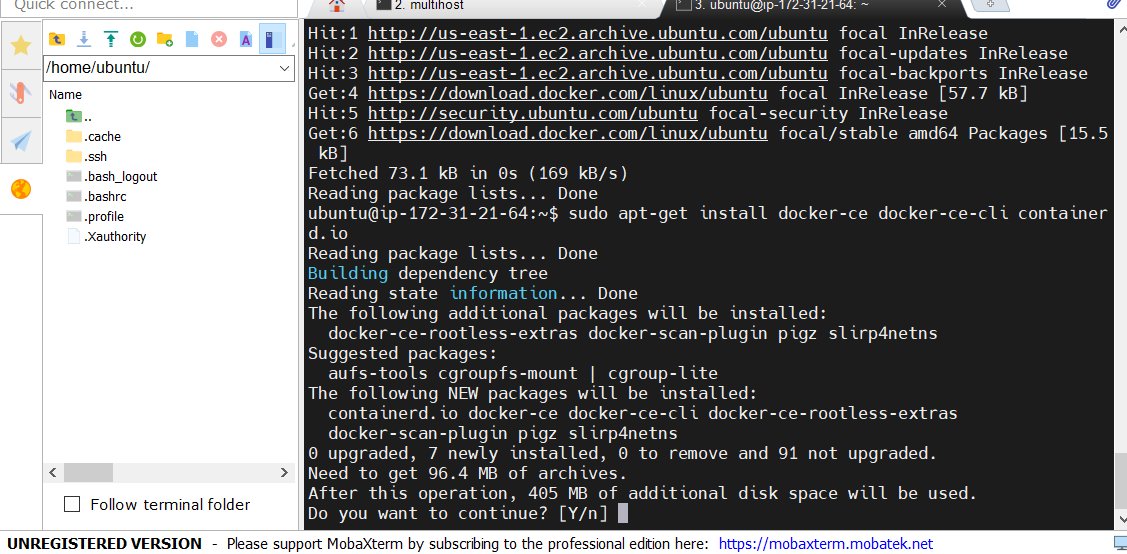 Quick connect...
2. multihost
3. ubuntu@ip-172-31-21-64: ~
/home/ubuntu/
Name
..
.cache
.ssh
.bash_logout
.bashrc
.profile
.Xauthority
Follow terminal folder
Hit:1 http://us-east-1.ec2.archive.ubuntu.com/ubuntu focal InRelease
Hit:2 http://us-east-1.ec2.archive.ubuntu.com/ubuntu focal-updates InRelease
Hit:3 http://us-east-1.ec2.archive.ubuntu.com/ubuntu focal-backports InRelease
Get:4 https://download.docker.com/linux/ubuntu focal InRelease [57.7 kB]
Hit:5 http://security.ubuntu.com/ubuntu focal-security InRelease
Get:6 https://download.docker.com/linux/ubuntu focal/stable amd64 Packages [15.5
 kB]
Fetched 73.1 kB in 0s (169 kB/s)
Reading package lists... Done
ubuntu@ip-172-31-21-64:~$ sudo apt-get install docker-ce docker-ce-cli container
d.io
Reading package lists... Done
Building dependency tree
Reading state information... Done
The following additional packages will be installed:
  docker-ce-rootless-extras docker-scan-plugin pigz slirp4netns
Suggested packages:
  aufs-tools cgroupfs-mount | cgroup-lite
The following NEW packages will be installed:
  containerd.io docker-ce docker-ce-cli docker-ce-rootless-extras
  docker-scan-plugin pigz slirp4netns
0 upgraded, 7 newly installed, 0 to remove and 91 not upgraded.
Need to get 96.4 MB of archives.
After this operation, 405 MB of additional disk space will be used.
Do you want to continue? [Y/n]
UNREGISTERED VERSION - Please support MobaXterm by subscribing to the professional edition here: https://mobaxterm.mobatek.net